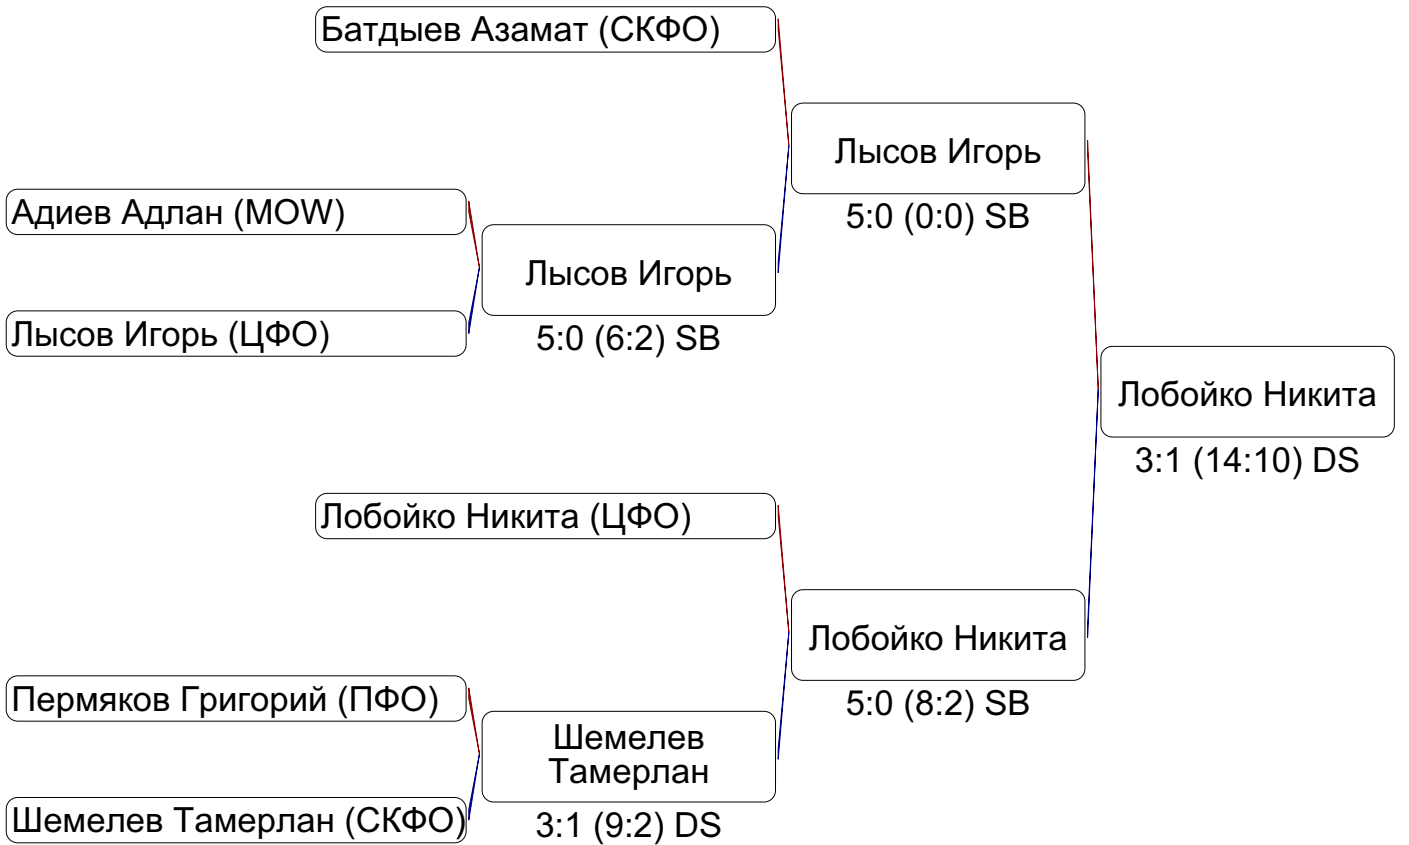 Батдыев Азамат (СКФО)
Лысов Игорь
5:0 (0:0) SB
Адиев Адлан (MOW)
Лысов Игорь
5:0 (6:2) SB
Лысов Игорь (ЦФО)
Лобойко Никита
3:1 (14:10) DS
Лобойко Никита (ЦФО)
Лобойко Никита
5:0 (8:2) SB
Пермяков Григорий (ПФО)
Шемелев
Тамерлан
3:1 (9:2) DS
Шемелев Тамерлан (СКФО)